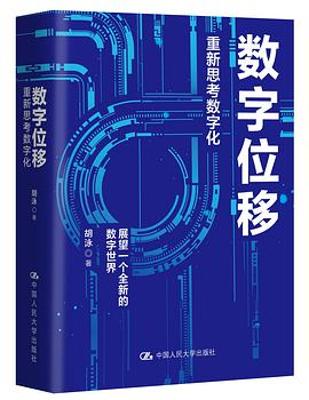 数字位移
重新思考数字化
展望一个全新的
数字世界
胡泳 著
中国人民大学出版社
数字位移
重新思考数字化
胡泳 著
中国人民大学出版社